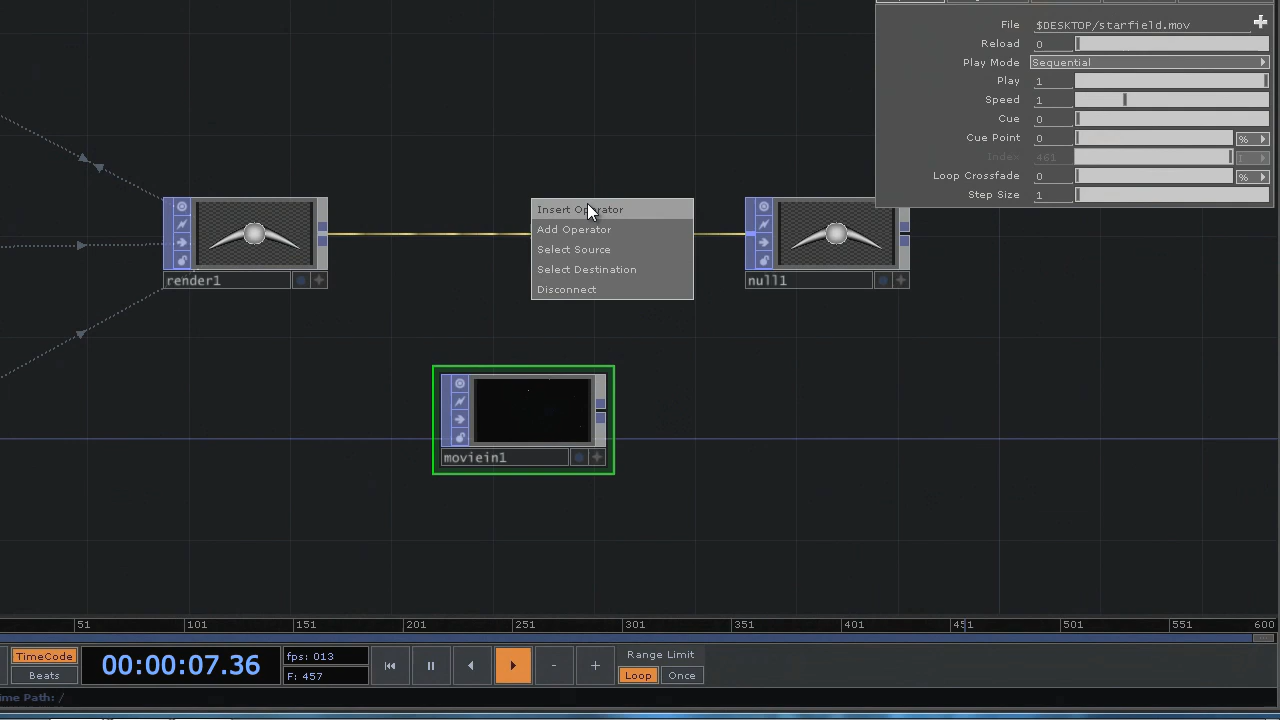 File $DESKTOP/starfield.mov
Reload 0
Play Mode Sequential
Play 1
Speed 1
Cue 0
Cue Point 0 %
Index 461 I
Loop Crossfade 0 %
Step Size 1
Insert Operator
Add Operator
Select Source
Select Destination
Disconnect
render1
null1
moviein1
51 101 151 201 251 301 351 401 451 501 551 600
TimeCode
Beats
00:00:07.36
fps: 013
F: 457
- +
Range Limit
Loop Once
ime Path: /